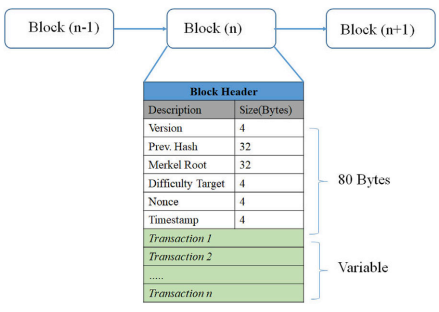 Block (n-1)
Block (n)
Block (n+1)
Block Header
Description Size(Bytes)
Version 4
Prev. Hash 32
Merkel Root 32
Difficulty Target 4
Nonce 4
Timestamp 4
80 Bytes
Transaction 1
Transaction 2
.....
Transaction n
Variable